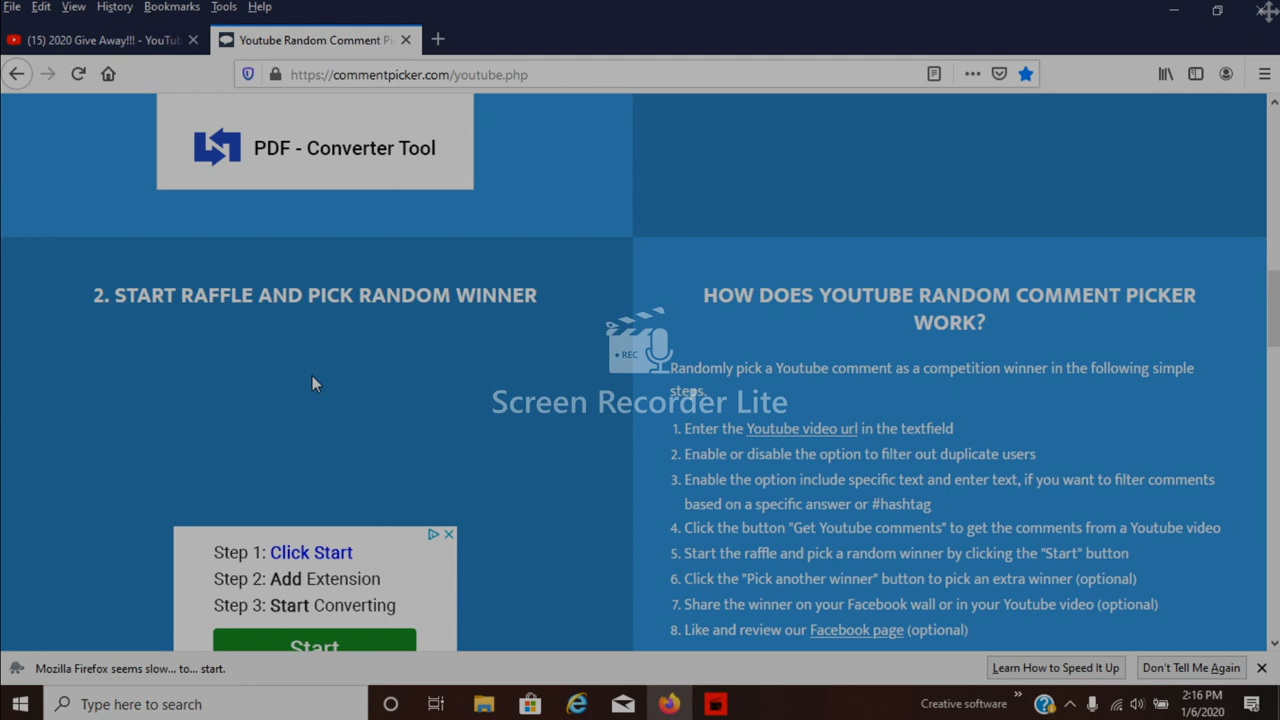 File Edit View History Bookmarks Tools Help
(15) 2020 Give Away!!! - YouTub
Youtube Random Comment Pi
https://commentpicker.com/youtube.php
PDF - Converter Tool
2. START RAFFLE AND PICK RANDOM WINNER
Step 1: Click Start
Step 2: Add Extension
Step 3: Start Converting
Start
HOW DOES YOUTUBE RANDOM COMMENT PICKER
WORK?
Randomly pick a Youtube comment as a competition winner in the following simple
steps.
1. Enter the Youtube video url in the textfield
2. Enable or disable the option to filter out duplicate users
3. Enable the option include specific text and enter text, if you want to filter comments
based on a specific answer or #hashtag
4. Click the button "Get Youtube comments" to get the comments from a Youtube video
5. Start the raffle and pick a random winner by clicking the "Start" button
6. Click the "Pick another winner" button to pick an extra winner (optional)
7. Share the winner on your Facebook wall or in your Youtube video (optional)
8. Like and review our Facebook page (optional)
• REC
Screen Recorder Lite
Mozilla Firefox seems slow... to... start.
Learn How to Speed It Up
Don't Tell Me Again
Type here to search
Creative software
2:16 PM
1/6/2020